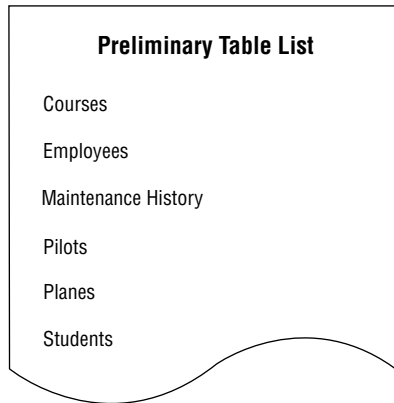 Preliminary Table List
Courses
Employees
Maintenance History
Pilots
Planes
Students